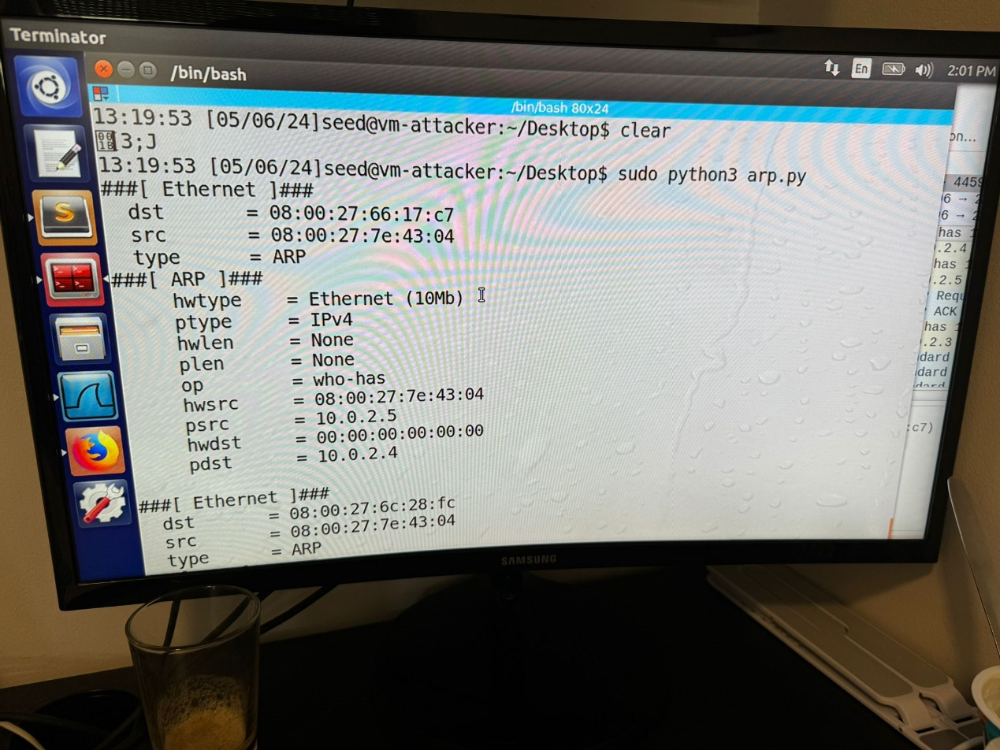 Terminator
/bin/bash
En
2:01 PM
/bin/bash 80x24
13:19:53 [05/06/24]seed@vm-attacker:~/Desktop$ clear
001B3;J
13:19:53 [05/06/24]seed@vm-attacker:~/Desktop$ sudo python3 arp.py
###[ Ethernet ]###
dst = 08:00:27:66:17:c7
src = 08:00:27:7e:43:04
type = ARP
###[ ARP ]###
hwtype = Ethernet (10Mb)
ptype = IPv4
hwlen = None
plen = None
op = who-has
hwsrc = 08:00:27:7e:43:04
psrc = 10.0.2.5
hwdst = 00:00:00:00:00:00
pdst = 10.0.2.4
###[ Ethernet ]###
dst = 08:00:27:6c:28:fc
src = 08:00:27:7e:43:04
type = ARP
on...
4459
6 → 2
6 → 2
has 1
.2.4
has 1
.2.5
Requ
ACK
has 1
.2.3
dard
dard
:c7)
SAMSUNG